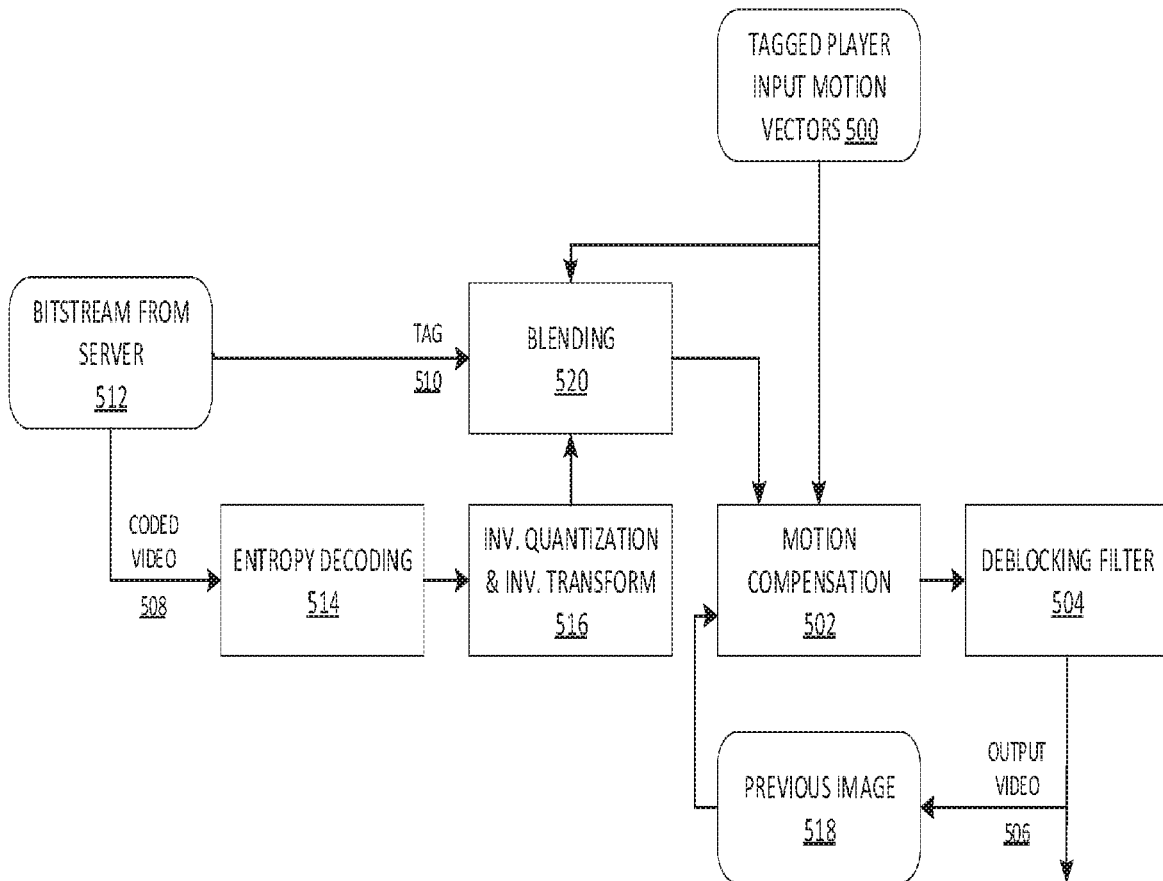 TAGGED PLAYER
INPUT MOTION
VECTORS 500
BITSTREAM FROM
SERVER
512
TAG
510
BLENDING
520
CODED
VIDEO
508
ENTROPY DECODING
514
INV. QUANTIZATION
& INV. TRANSFORM
516
MOTION
COMPENSATION
502
DEBLOCKING FILTER
504
PREVIOUS IMAGE
518
OUTPUT
VIDEO
506